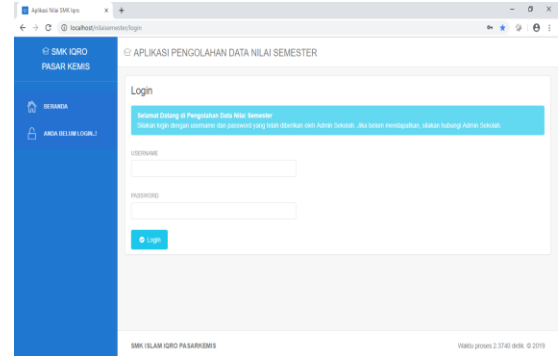 Aplikasi Nilai SMK Iqro
localhost/nilaisemester/login
SMK IQRO
PASAR KEMIS
APLIKASI PENGOLAHAN DATA NILAI SEMESTER
BERANDA
ANDA BELUM LOGIN..!
Login
Selamat Datang di Pengolahan Data Nilai Semester
Silakan login dengan username dan password yang telah diberikan oleh Admin Sekolah. Jika belum mendapatkan, silakan hubungi Admin Sekolah.
USERNAME
PASSWORD
Login
SMK ISLAM IQRO PASARKEMIS
Waktu proses 2.3740 detik. © 2019